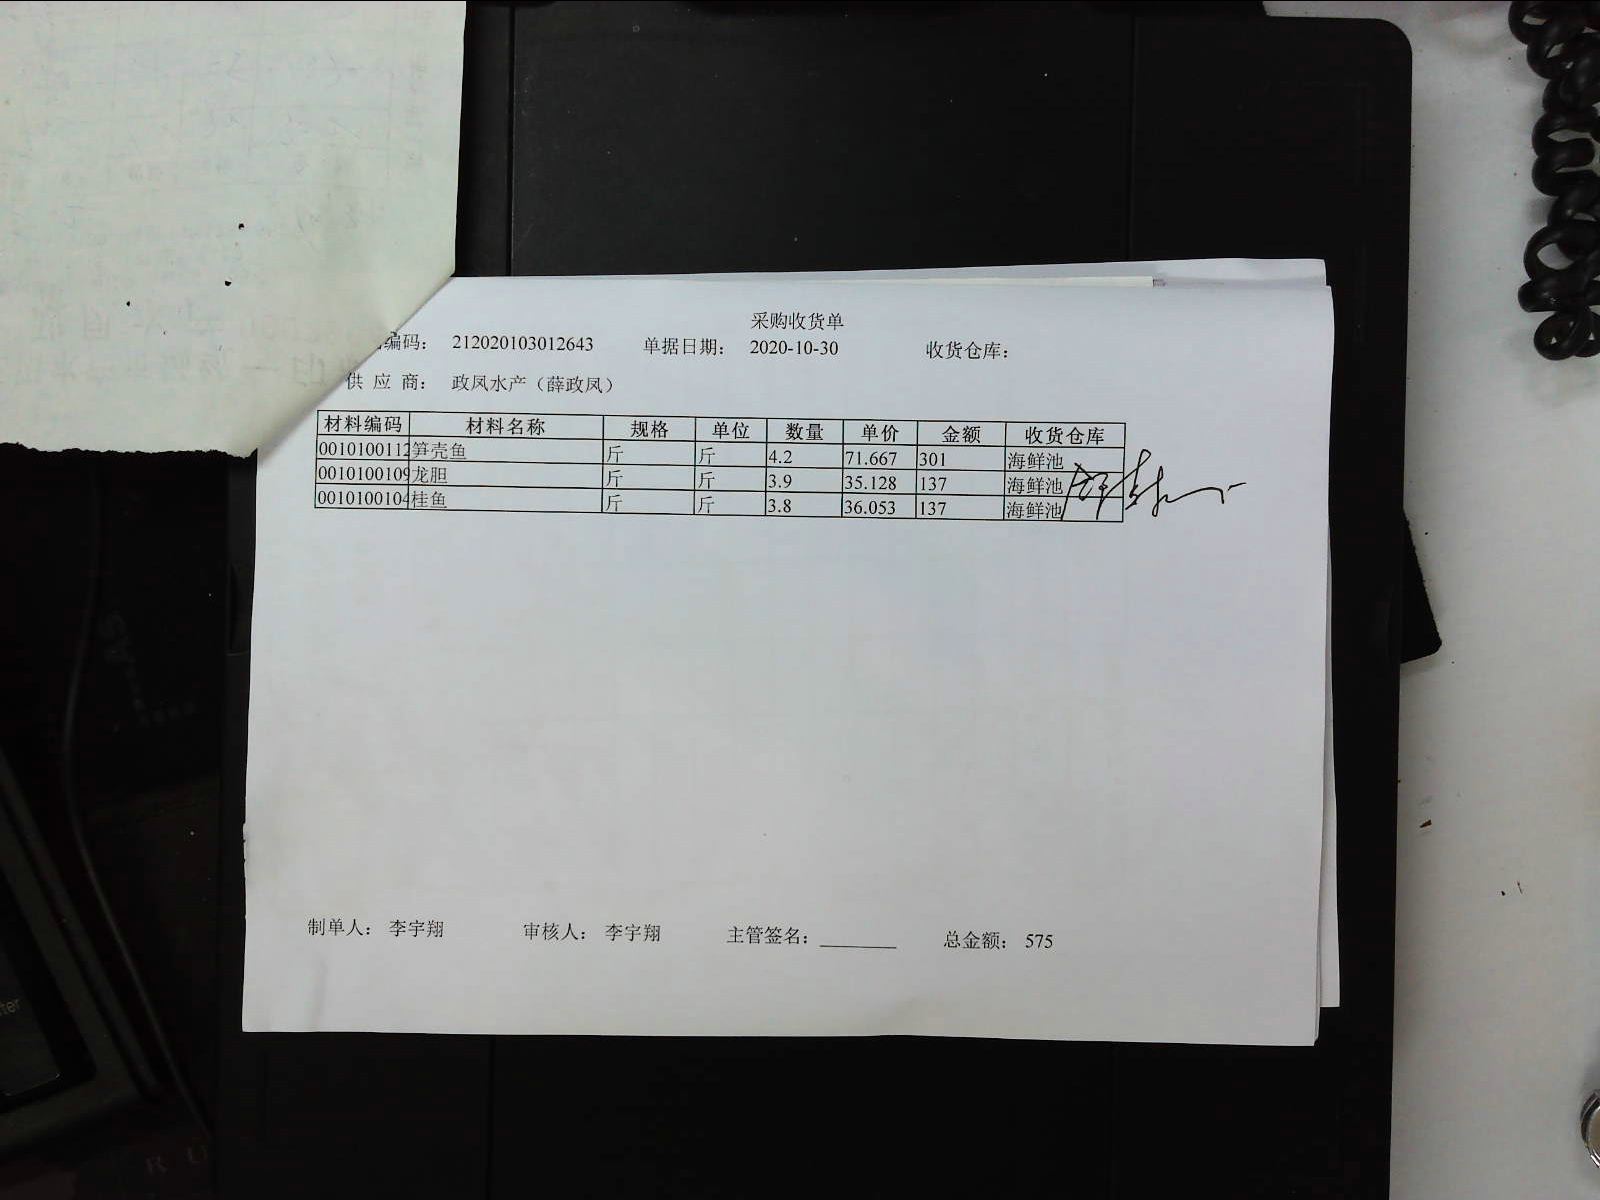 采购收货单
编码： 212020103012643 单据日期： 2020-10-30 收货仓库：
供 应 商： 政凤水产（薛政凤）
材料编码 材料名称 规格 单位 数量 单价 金额 收货仓库
0010100112 笋壳鱼 斤 斤 4.2 71.667 301 海鲜池
0010100109 龙胆 斤 斤 3.9 35.128 137 海鲜池
0010100104 桂鱼 斤 斤 3.8 36.053 137 海鲜池
制单人： 李宇翔 审核人： 李宇翔 主管签名： 总金额： 575